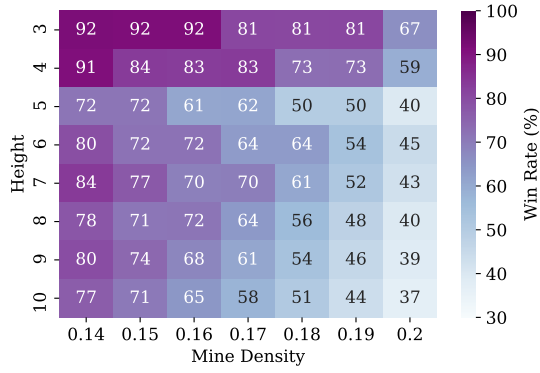 3 92 92 92 81 81 81 67
4 91 84 83 83 73 73 59
5 72 72 61 62 50 50 40
6 80 72 72 64 64 54 45
7 84 77 70 70 61 52 43
8 78 71 72 64 56 48 40
9 80 74 68 61 54 46 39
10 77 71 65 58 51 44 37
0.14 0.15 0.16 0.17 0.18 0.19 0.2
Mine Density
Height
100
90
80
70
60
50
40
30
Win Rate (%)